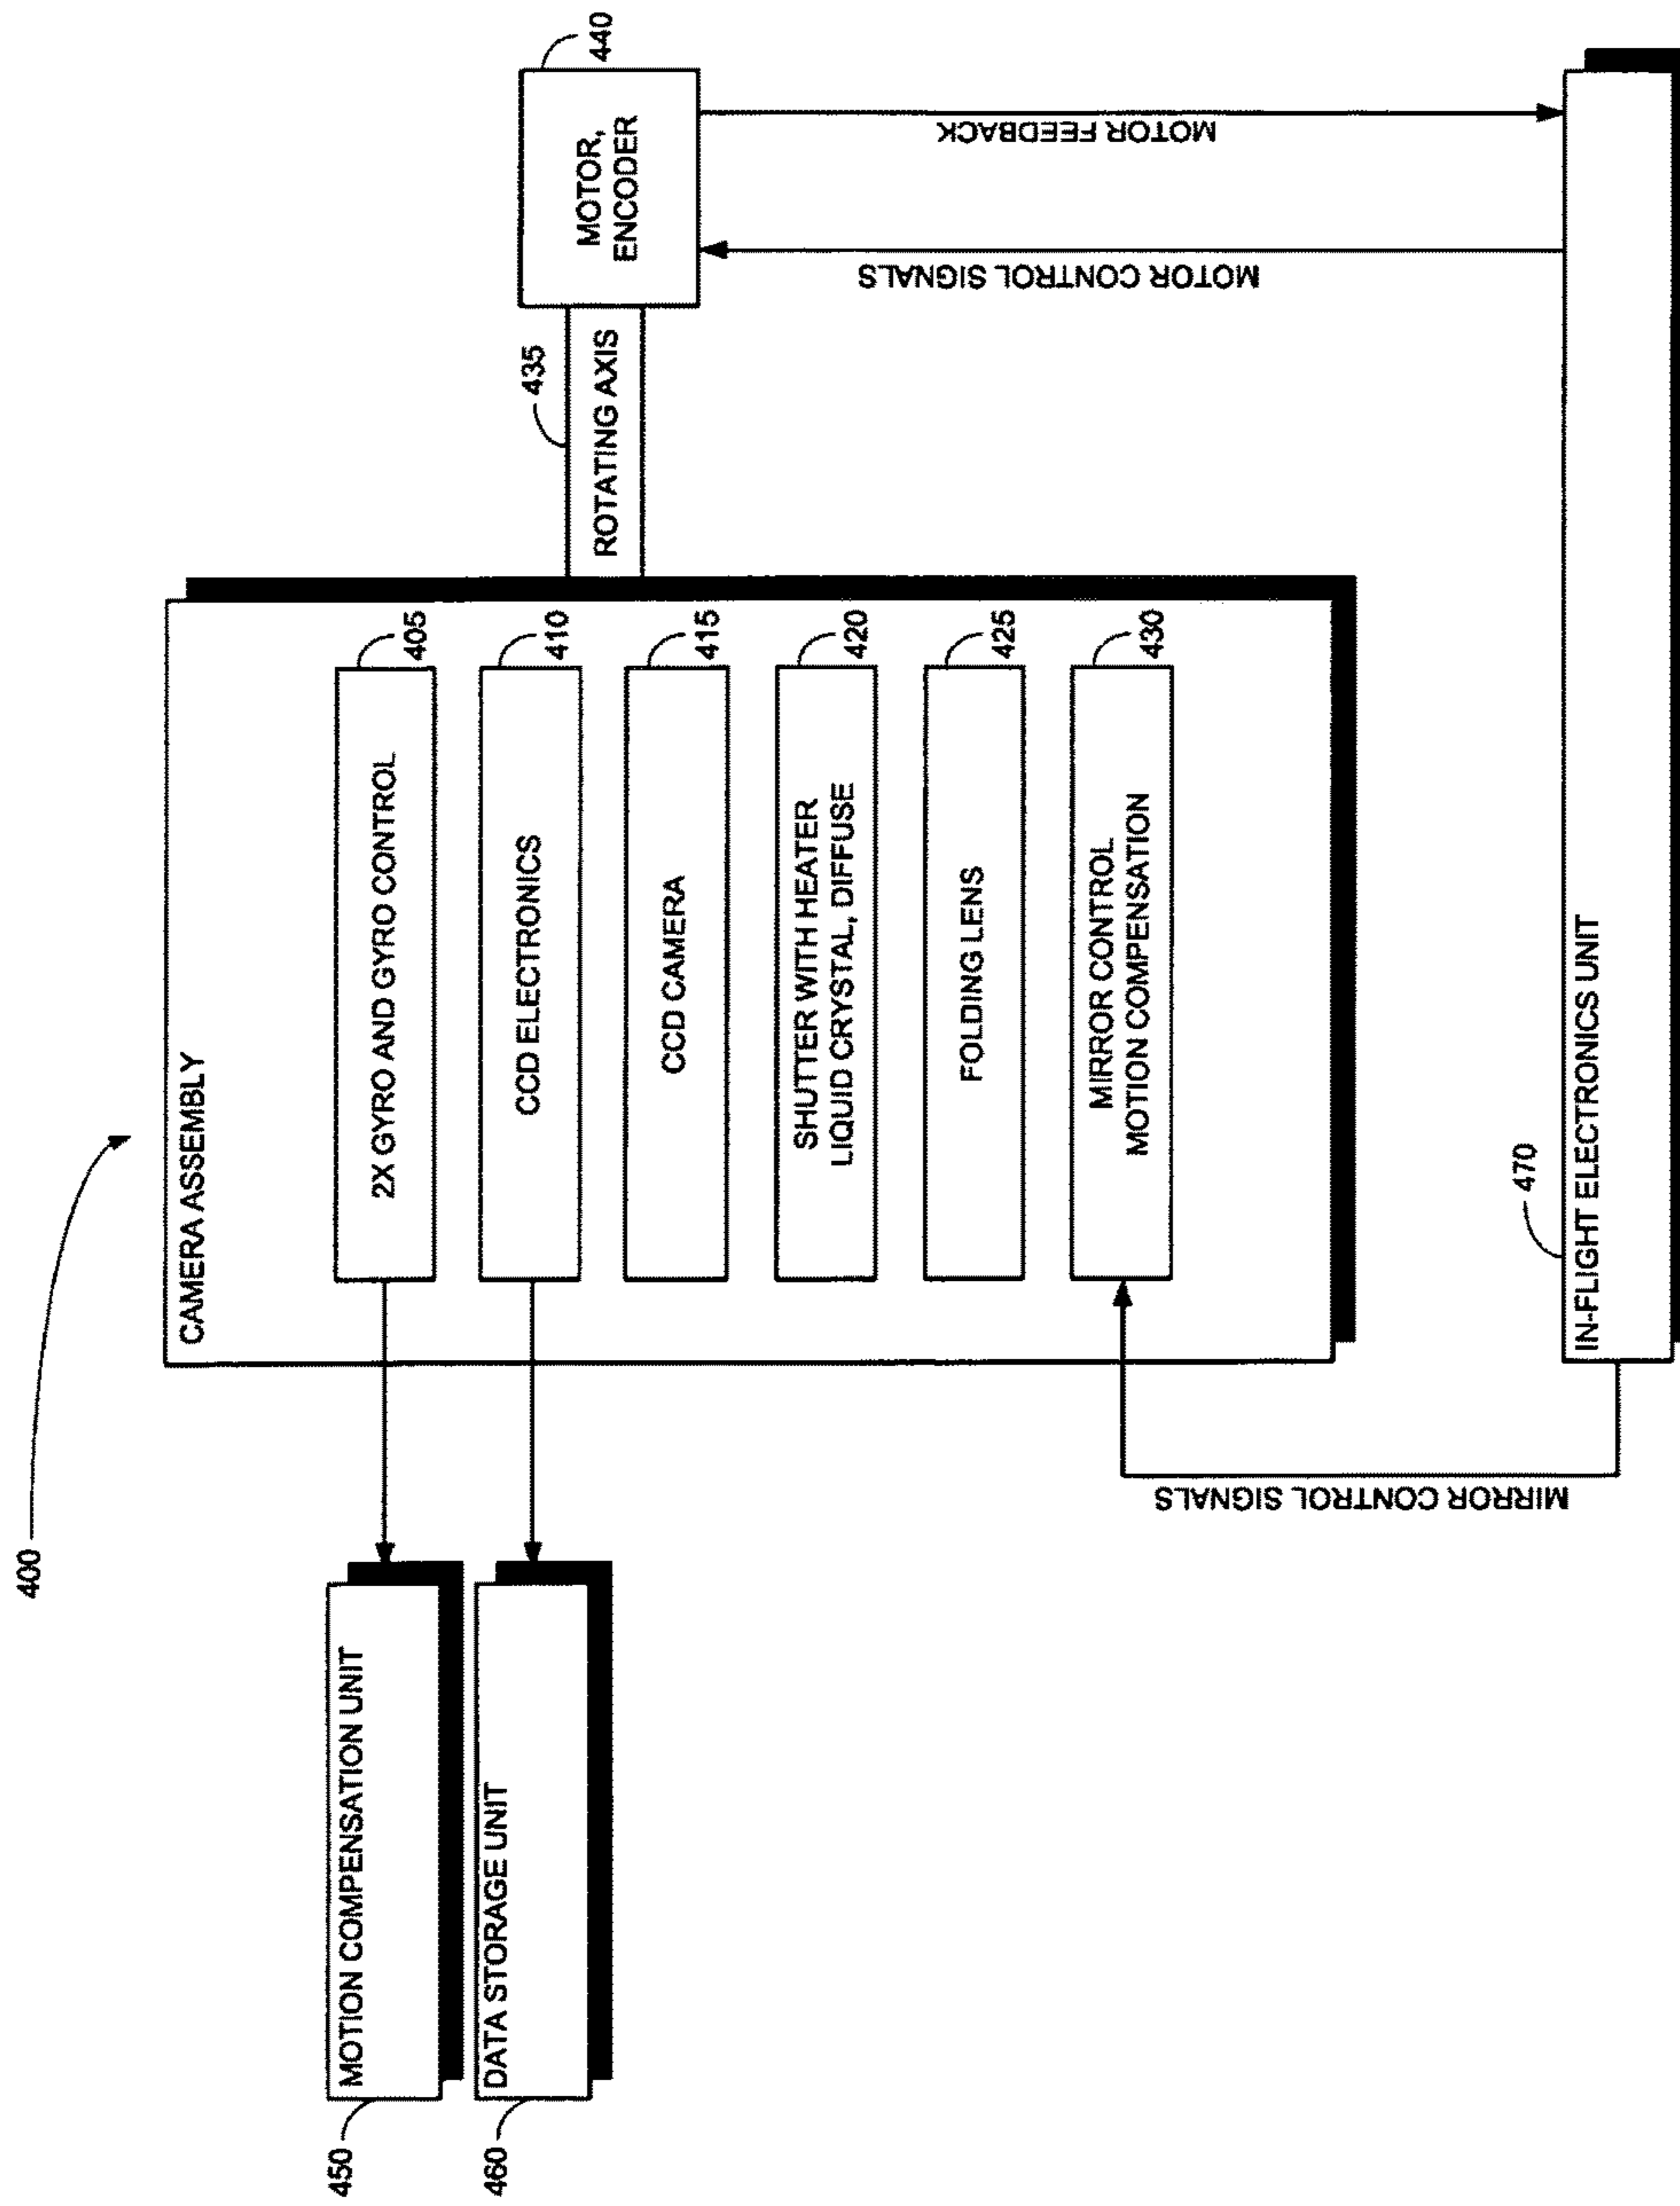 400
CAMERA ASSEMBLY
450
MOTION COMPENSATION UNIT
2X GYRO AND GYRO CONTROL
405
460
DATA STORAGE UNIT
CCD ELECTRONICS
410
435
ROTATING AXIS
440
MOTOR,
ENCODER
CCD CAMERA
415
SHUTTER WITH HEATER
LIQUID CRYSTAL, DIFFUSE
420
FOLDING LENS
425
MIRROR CONTROL
MOTION COMPENSATION
430
MIRROR CONTROL SIGNALS
MOTOR CONTROL SIGNALS
MOTOR FEEDBACK
470
IN-FLIGHT ELECTRONICS UNIT